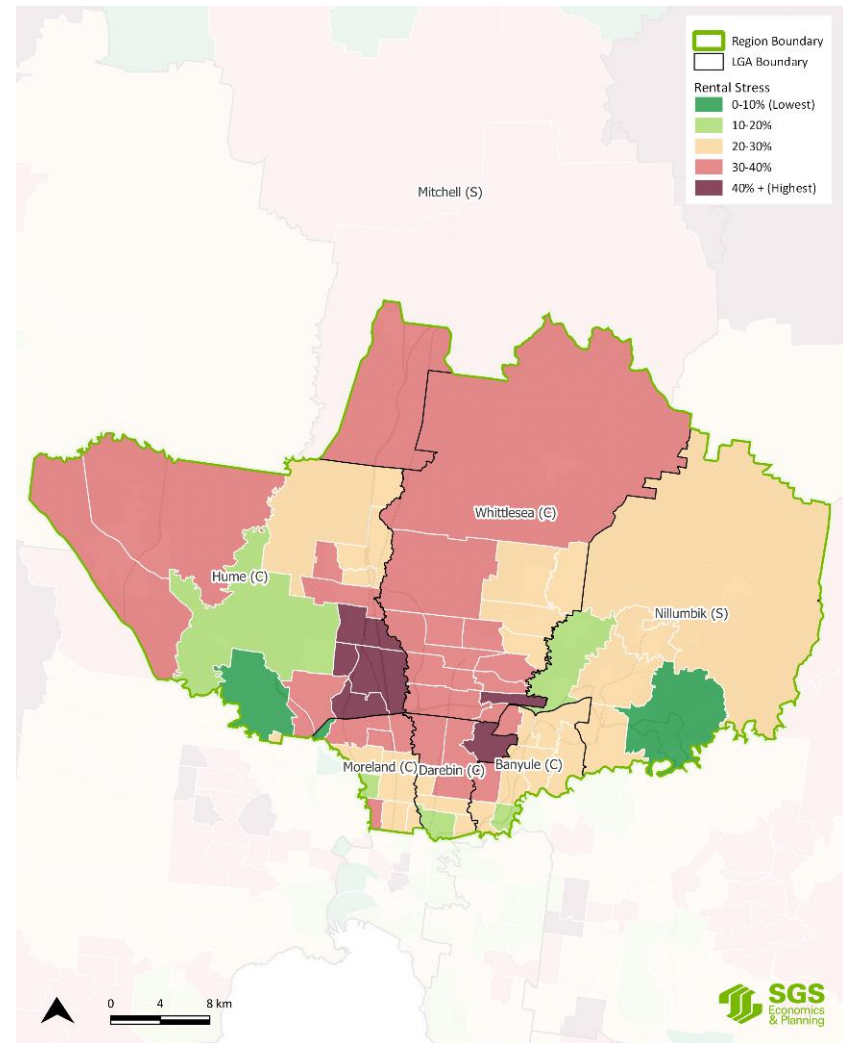 Region Boundary
LGA Boundary
Rental Stress
0-10% (Lowest)
10-20%
20-30%
30-40%
40% + (Highest)
Mitchell (S)
Whittlesea (C)
Hume (C)
Nillumbik (S)
Moreland (C)
Darebin (C)
Banyule (C)
0 4 8 km
SGS
Economics
& Planning